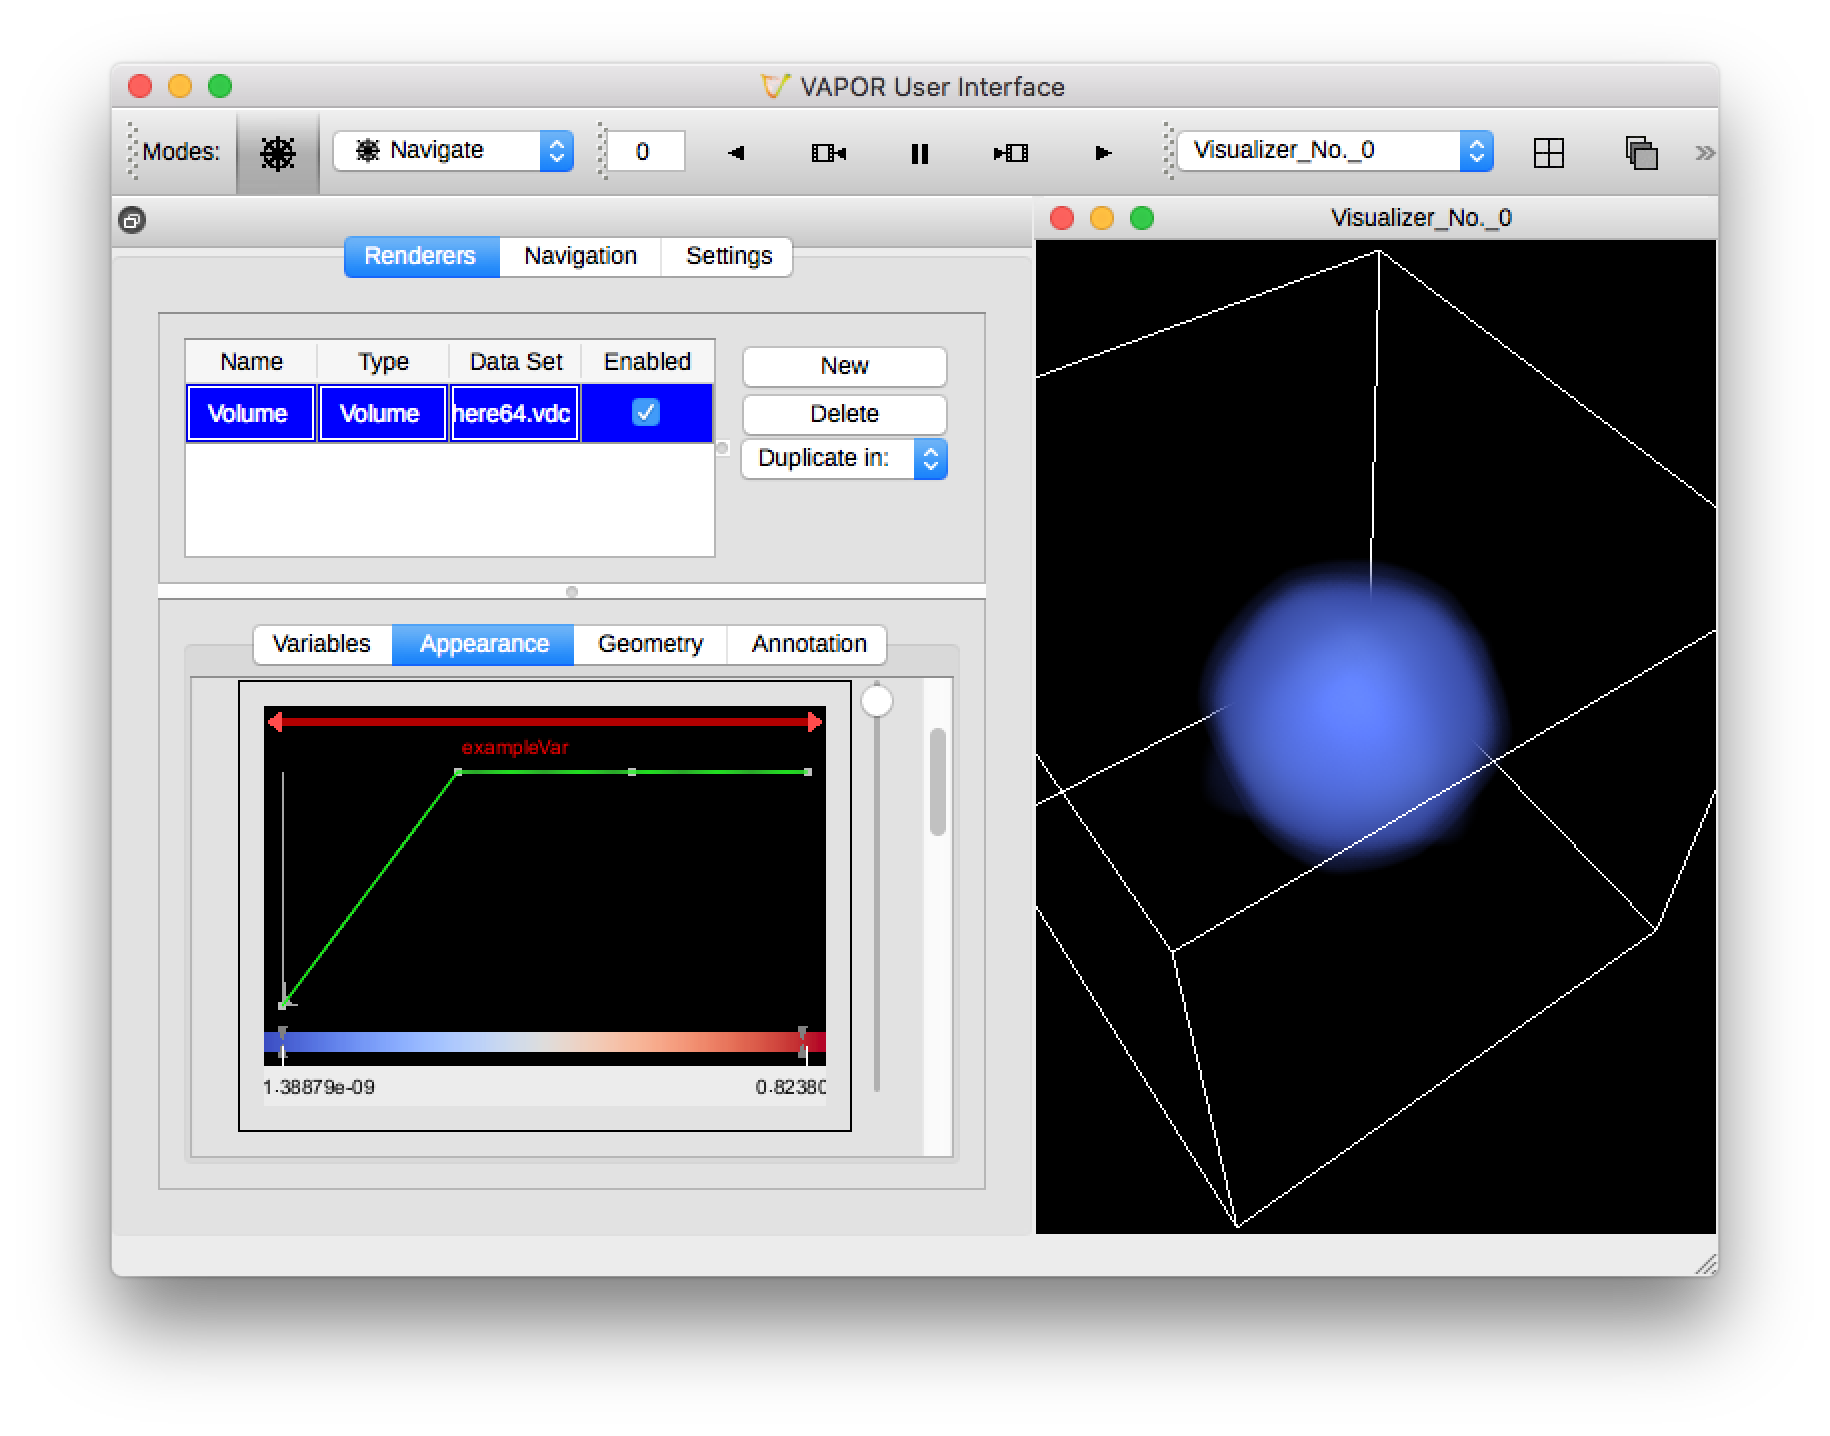 VAPOR User Interface
Modes: Navigate 0 Visualizer_No._0
Visualizer_No._0
Renderers Navigation Settings
Name Type Data Set Enabled
New
Volume Volume here64.vdc
Delete
Duplicate in:
Variables Appearance Geometry Annotation
exampleVar
1.38879e-09 0.8238